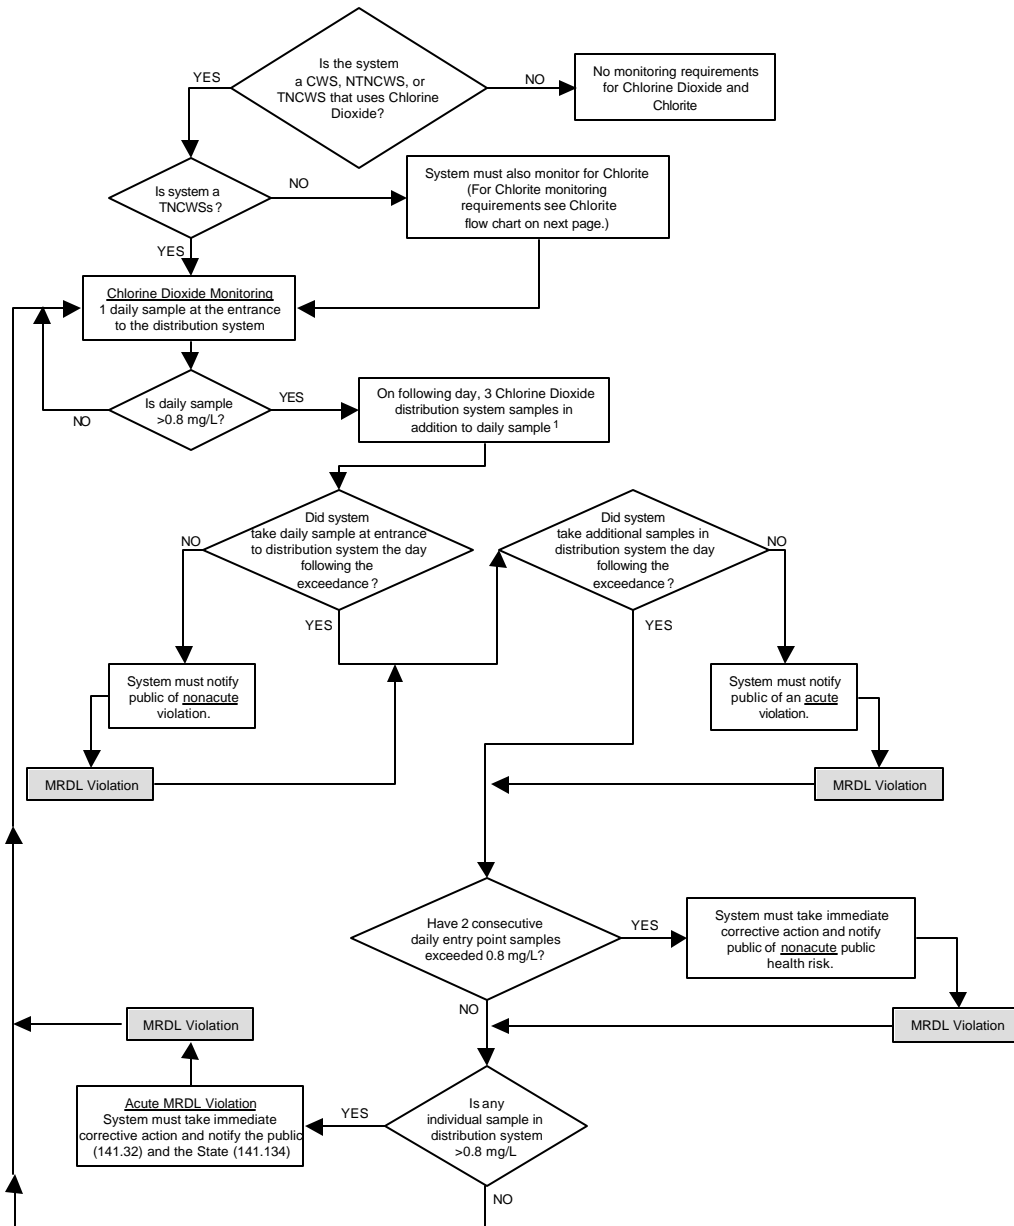 Is the system
a CWS, NTNCWS, or
TNCWS that uses Chlorine
Dioxide?
YES
NO
No monitoring requirements
for Chlorine Dioxide and
Chlorite
Is system a
TNCWSs?
NO
YES
System must also monitor for Chlorite
(For Chlorite monitoring
requirements see Chlorite
flow chart on next page.)
Chlorine Dioxide Monitoring
1 daily sample at the entrance
to the distribution system
Is daily sample
>0.8 mg/L?
NO
YES
On following day, 3 Chlorine Dioxide
distribution system samples in
addition to daily sample 1
Did system
take daily sample at entrance
to distribution system the day
following the
exceedance?
NO
YES
Did system
take additional samples in
distribution system the day
following the
exceedance?
NO
YES
System must notify
public of nonacute
violation.
MRDL Violation
System must notify
public of an acute
violation.
MRDL Violation
Have 2 consecutive
daily entry point samples
exceeded 0.8 mg/L?
YES
NO
System must take immediate
corrective action and notify
public of nonacute public
health risk.
MRDL Violation
MRDL Violation
Acute MRDL Violation
System must take immediate
corrective action and notify the public
(141.32) and the State (141.134)
YES
Is any
individual sample in
distribution system
>0.8 mg/L
NO